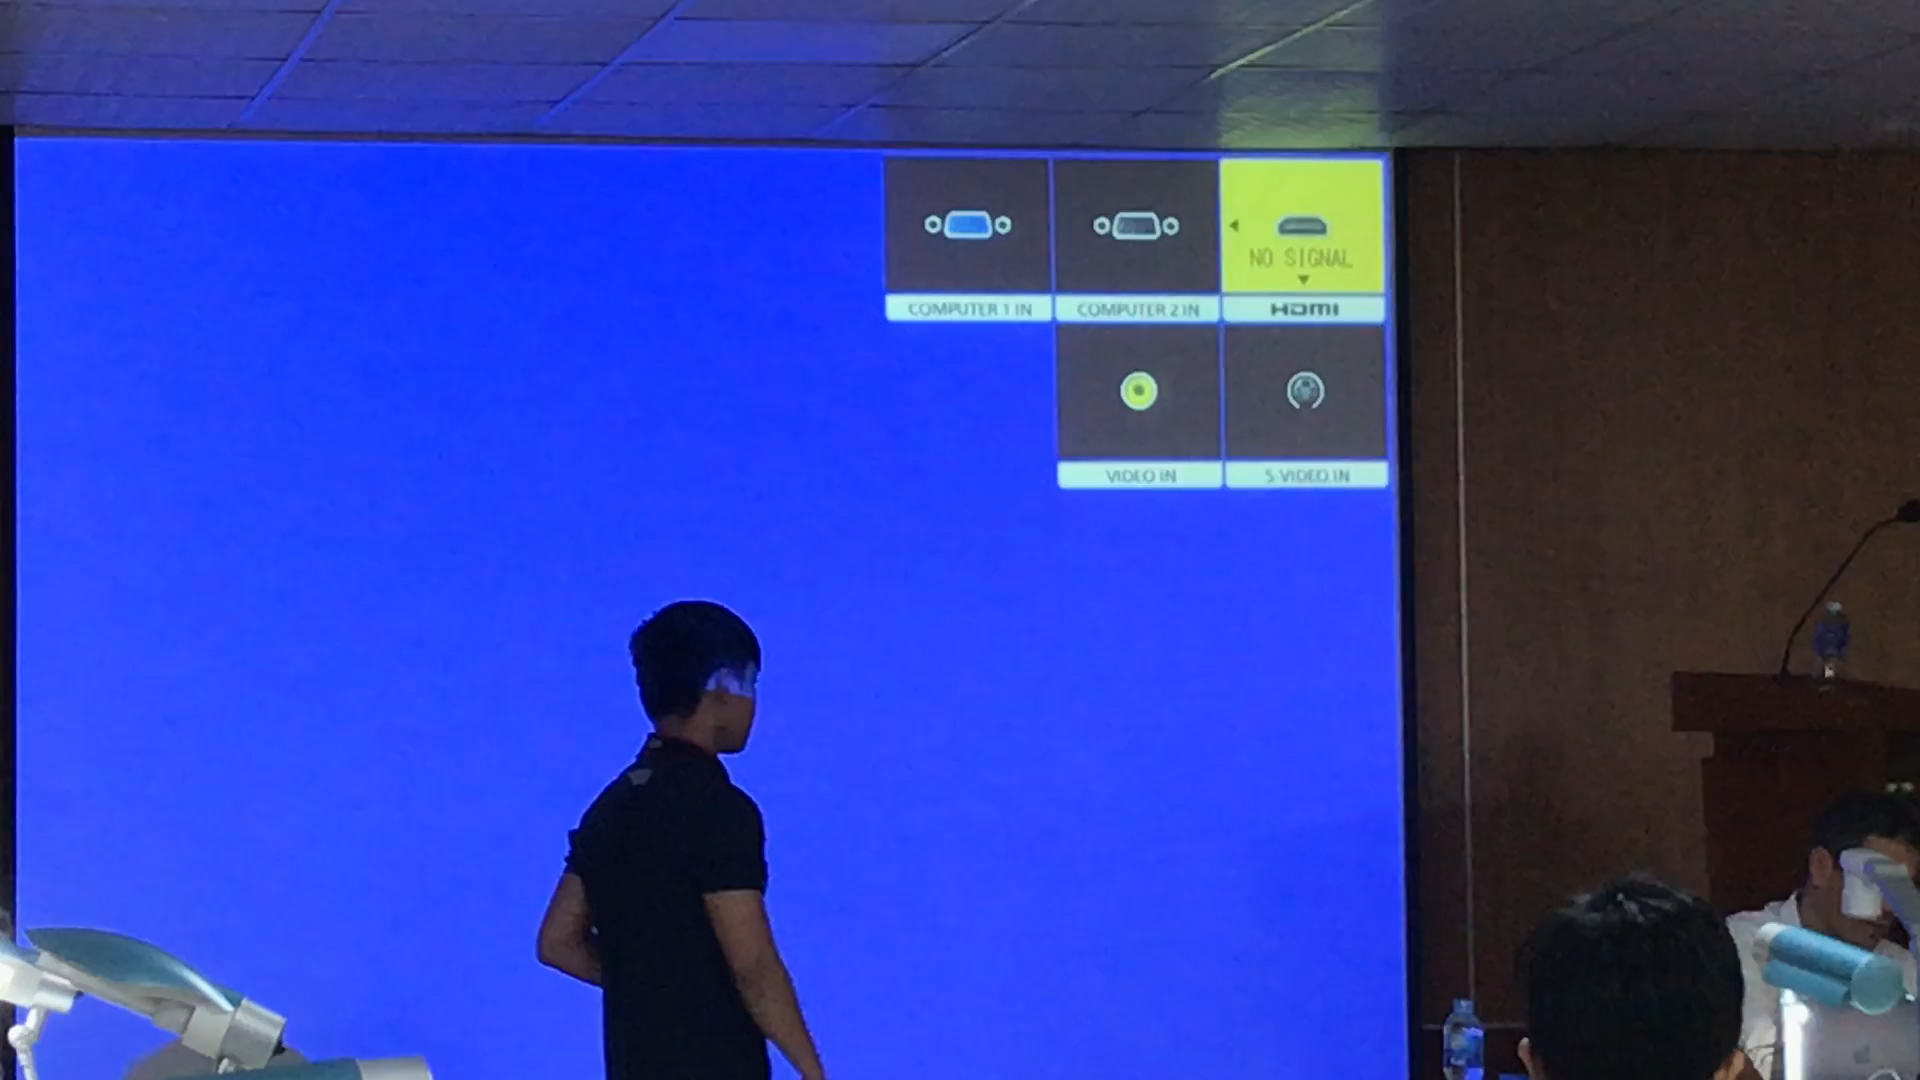 NO SIGNAL
COMPUTER 1 IN COMPUTER 2 IN HDMI
VIDEO IN S-VIDEO IN